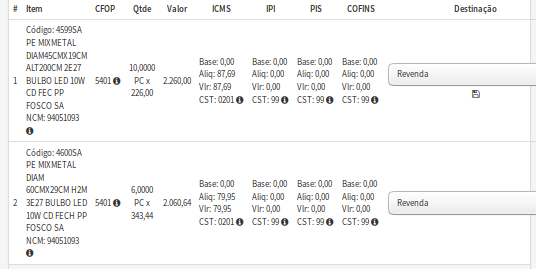 # Item CFOP Qtde Valor ICMS IPI PIS COFINS Destinação
1
Código: 4599SA
PE MIXMETAL
DIAM45CMX19CM
ALT200CM 2E27
BULBO LED 10W
CD FEC PP
FOSCO SA
NCM: 94051093
5401
10,0000
PC x
226,00
2.260,00
Base: 0,00
Aliq: 87,69
Vlr: 87,69
CST: 0201
Base: 0,00
Aliq: 0,00
Vlr: 0,00
CST: 99
Base: 0,00
Aliq: 0,00
Vlr: 0,00
CST: 99
Base: 0,00
Aliq: 0,00
Vlr: 0,00
CST: 99
Revenda
2
Código: 4600SA
PE MIXMETAL
DIAM
60CMX29CM H2M
3E27 BULBO LED
10W CD FECH PP
FOSCO SA
NCM: 94051093
5401
6,0000
PC x
343,44
2.060,64
Base: 0,00
Aliq: 79,95
Vlr: 79,95
CST: 0201
Base: 0,00
Aliq: 0,00
Vlr: 0,00
CST: 99
Base: 0,00
Aliq: 0,00
Vlr: 0,00
CST: 99
Base: 0,00
Aliq: 0,00
Vlr: 0,00
CST: 99
Revenda